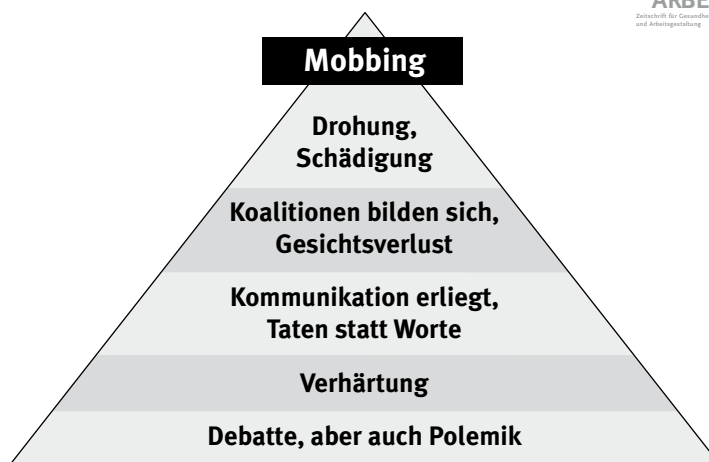 ARBE
Zeitschrift für Gesundhe
und Arbeitsgestaltung
Mobbing
Drohung,
Schädigung
Koalitionen bilden sich,
Gesichtsverlust
Kommunikation erliegt,
Taten statt Worte
Verhärtung
Debatte, aber auch Polemik